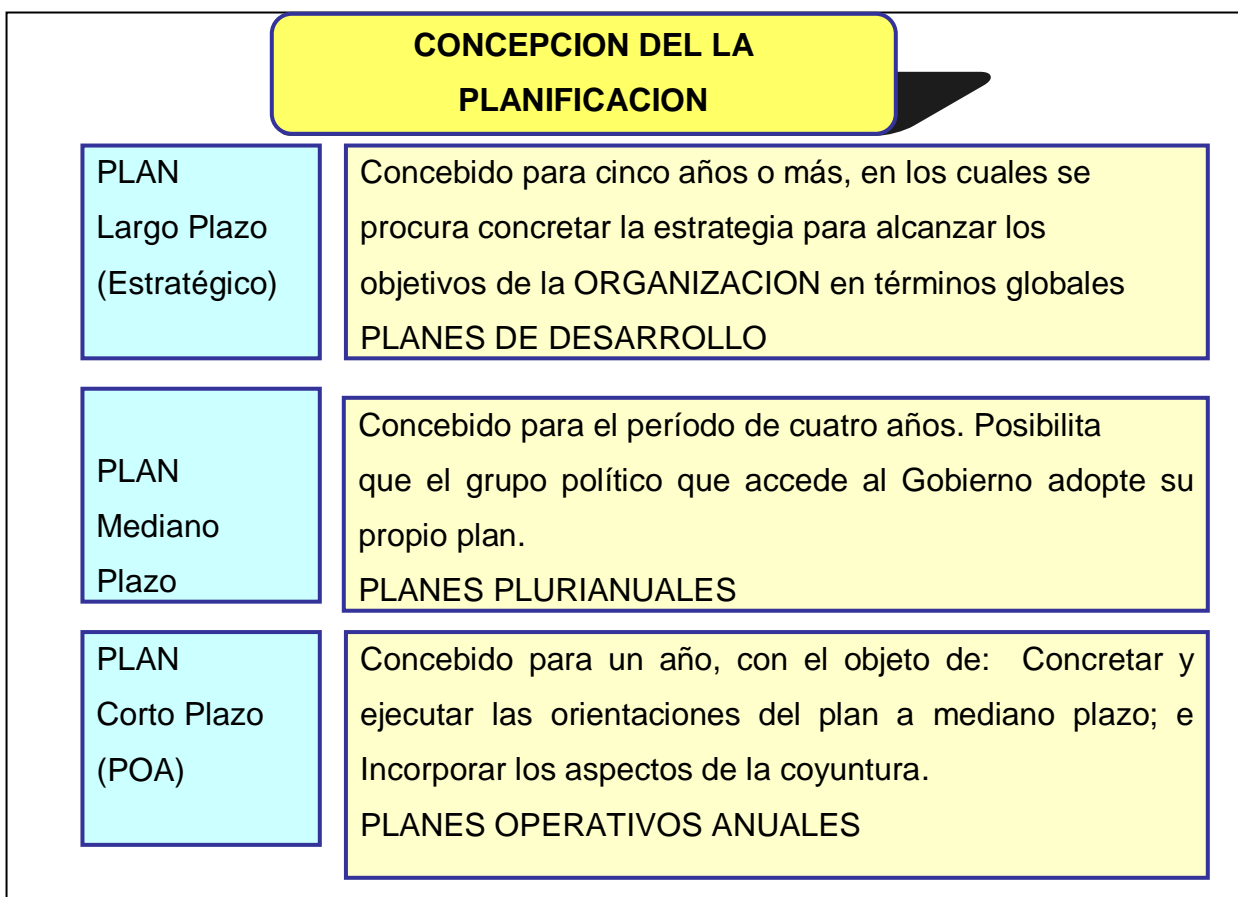 CONCEPCION DEL LA
PLANIFICACION
PLAN
Largo Plazo
(Estratégico)
Concebido para cinco años o más, en los cuales se
procura concretar la estrategia para alcanzar los
objetivos de la ORGANIZACION en términos globales
PLANES DE DESARROLLO
PLAN
Mediano
Plazo
Concebido para el período de cuatro años. Posibilita
que el grupo político que accede al Gobierno adopte su
propio plan.
PLANES PLURIANUALES
PLAN
Corto Plazo
(POA)
Concebido para un año, con el objeto de: Concretar y
ejecutar las orientaciones del plan a mediano plazo; e
Incorporar los aspectos de la coyuntura.
PLANES OPERATIVOS ANUALES